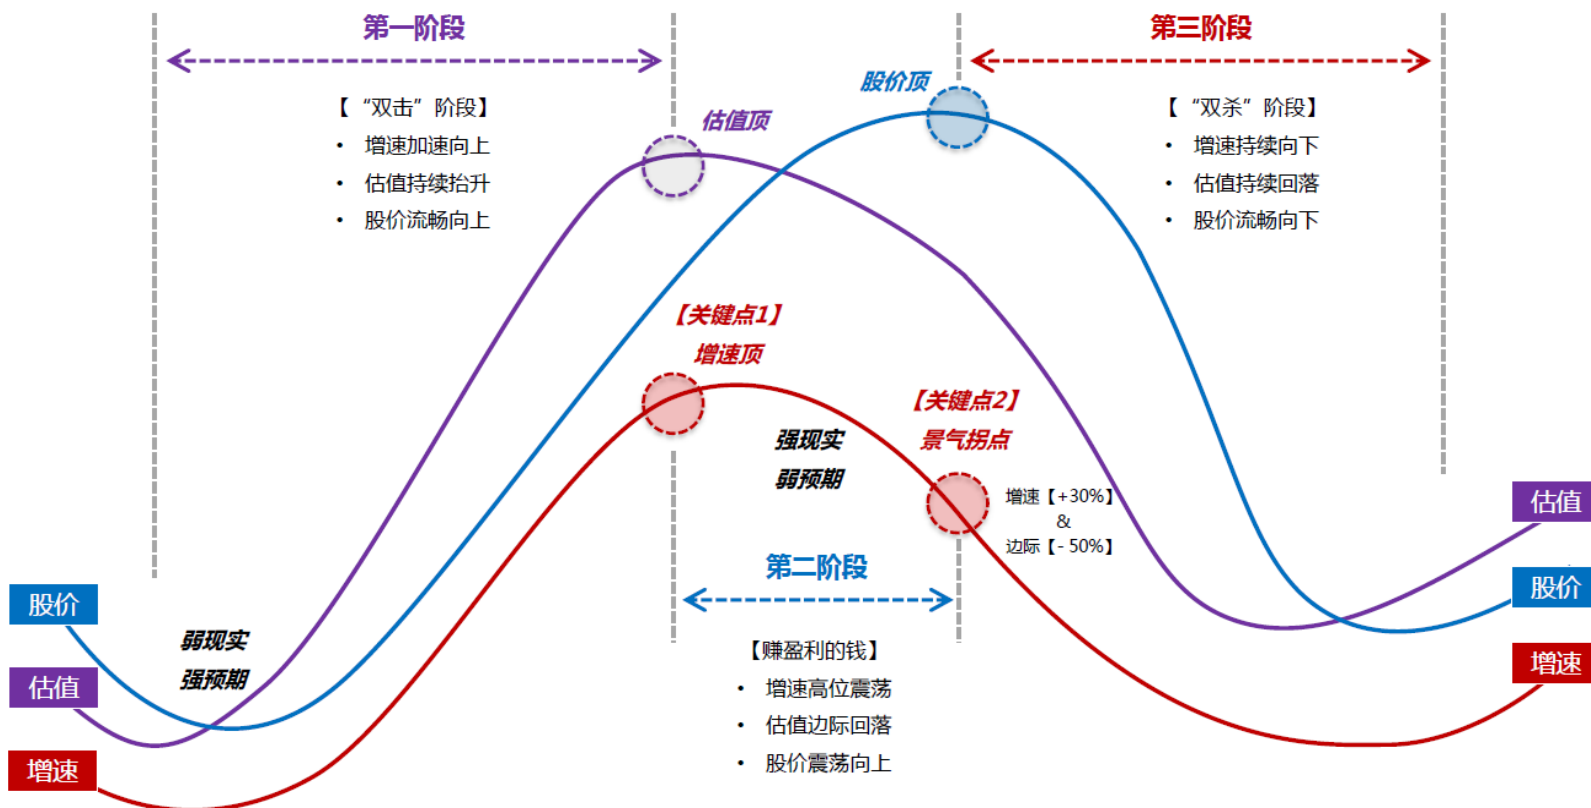 第一阶段
第三阶段
股价顶
【 “双击” 阶段】
• 增速加速向上
• 估值持续抬升
• 股价流畅向上
估值顶
【 “双杀” 阶段】
• 增速持续向下
• 估值持续回落
• 股价流畅向下
【关键点1】
增速顶
【关键点2】
景气拐点
强现实
弱预期
增速【+30%】
&
边际【- 50%】
第二阶段
【赚盈利的钱】
• 增速高位震荡
• 估值边际回落
• 股价震荡向上
弱现实
强预期
股价
估值
增速
估值
股价
增速